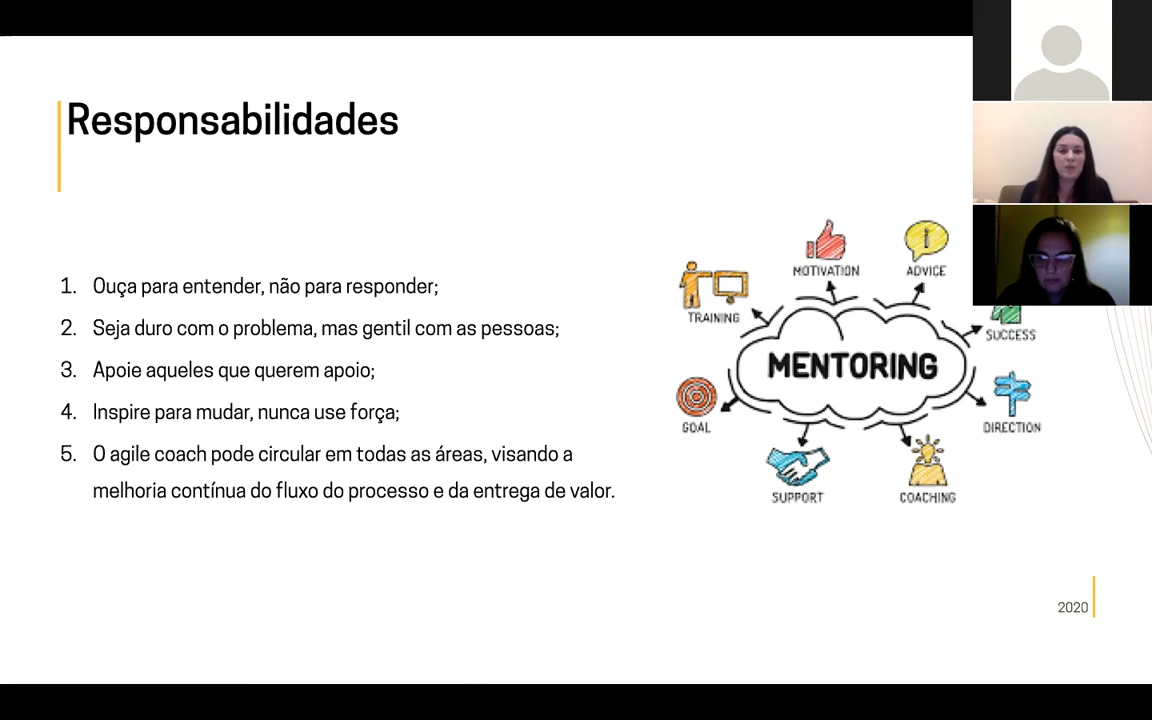 Responsabilidades
1. Ouça para entender, não para responder;
2. Seja duro com o problema, mas gentil com as pessoas;
3. Apoie aqueles que querem apoio;
4. Inspire para mudar, nunca use força;
5. O agile coach pode circular em todas as áreas, visando a
melhoria contínua do fluxo do processo e da entrega de valor.
MOTIVATION
ADVICE
TRAINING
SUCCESS
MENTORING
GOAL
DIRECTION
SUPPORT
COACHING
2020